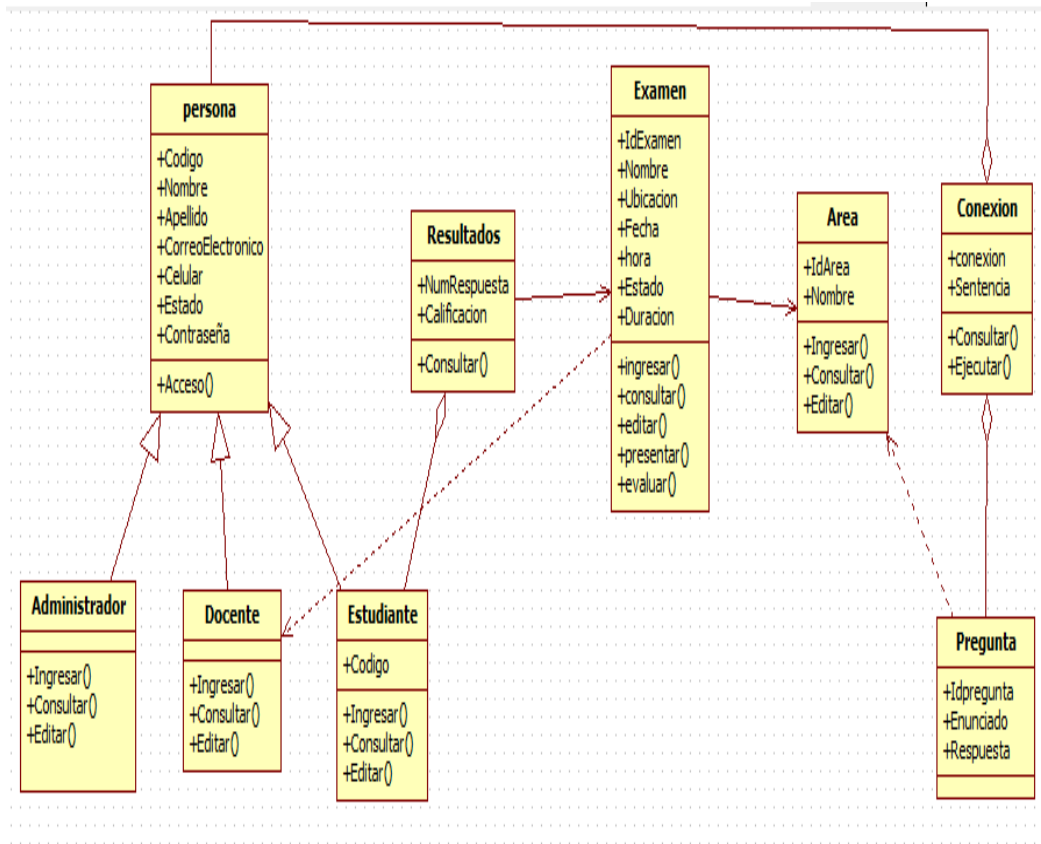 persona
+Codigo
+Nombre
+Apellido
+CorreoElectronico
+Celular
+Estado
+Contraseña
+Acceso()
Resultados
+NumRespuesta
+Calificacion
+Consultar()
Examen
+IdExamen
+Nombre
+Ubicacion
+Fecha
+hora
+Estado
+Duracion
+ingresar()
+consultar()
+editar()
+presentar()
+evaluar()
Area
+IdArea
+Nombre
+Ingresar()
+Consultar()
+Editar()
Conexion
+conexion
+Sentencia
+Consultar()
+Ejecutar()
Administrador
+Ingresar()
+Consultar()
+Editar()
Docente
+Ingresar()
+Consultar()
+Editar()
Estudiante
+Codigo
+Ingresar()
+Consultar()
+Editar()
Pregunta
+Idpregunta
+Enunciado
+Respuesta